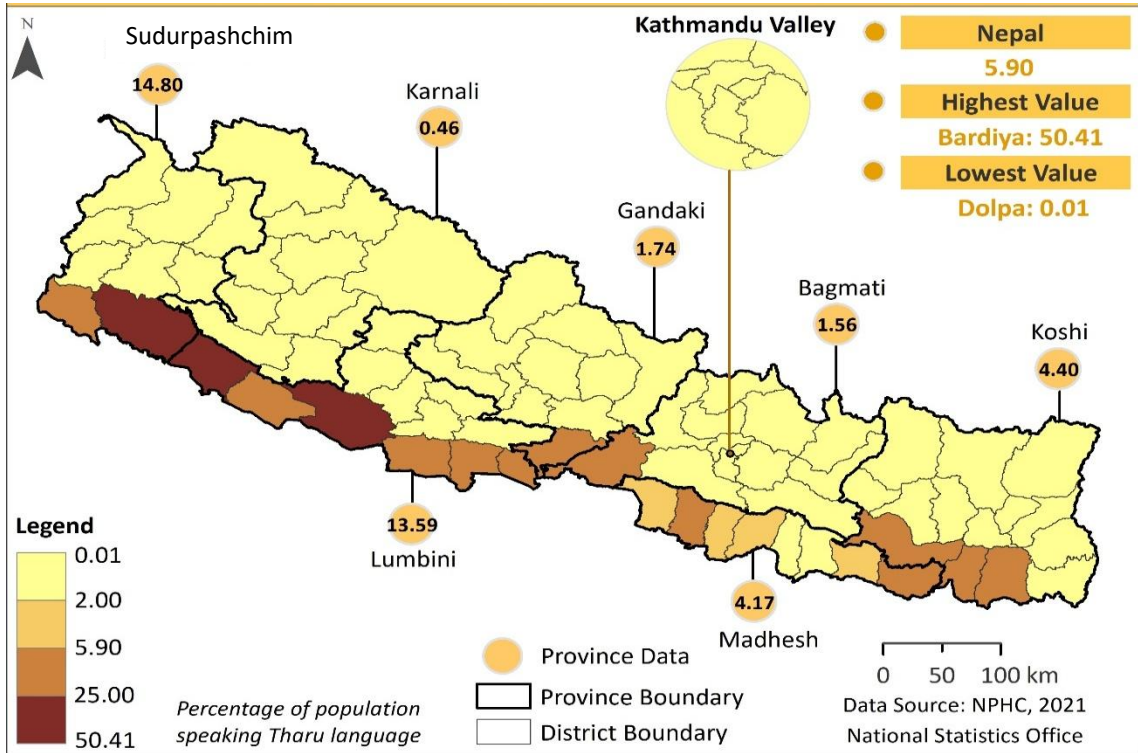 N
Sudurpashchim
14.80
Karnali
0.46
Kathmandu Valley
Gandaki
1.74
Bagmati
1.56
Koshi
4.40
Nepal
5.90
Highest Value
Bardiya: 50.41
Lowest Value
Dolpa: 0.01
13.59
Lumbini
4.17
Madhesh
Legend
0.01
2.00
5.90
25.00
50.41
Percentage of population
speaking Tharu language
Province Data
Province Boundary
District Boundary
0 50 100 km
Data Source: NPHC, 2021
National Statistics Office